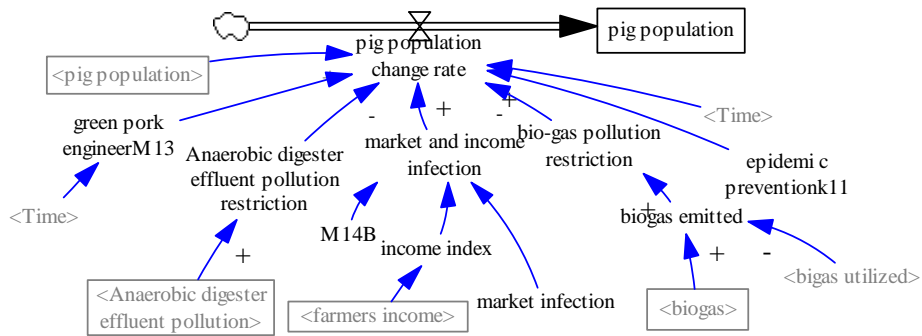 pig population
pig population
change rate
<pig population>
<Time>
green pork
engineerM13
-
+
-
+
Anaerobic digester
effluent pollution
restriction
market and income
infection
bio-gas pollution
restriction
epidemi c
preventionk11
<Time>
M14B
income index
+
biogas emitted
+
+
-
<Anaerobic digester
effluent pollution>
<farmers income>
market infection
<biogas>
<bigas utilized>